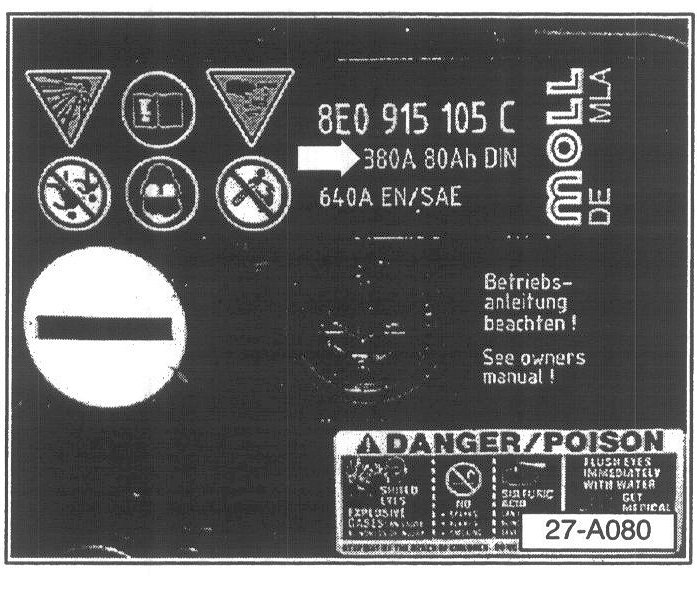 8E0 915 105 C
380A 80Ah DIN
640A EN/SAE
moll
DE MLA
Betriebs-
anleitung
beachten !
See owners
manual !
DANGER/POISON
SHIELD
EYES
EXPLOSIVE
GASES
NO
SULFURIC
ACID
FLUSH EYES
IMMEDIATELY
WITH WATER
GET
MEDICAL
27-A080